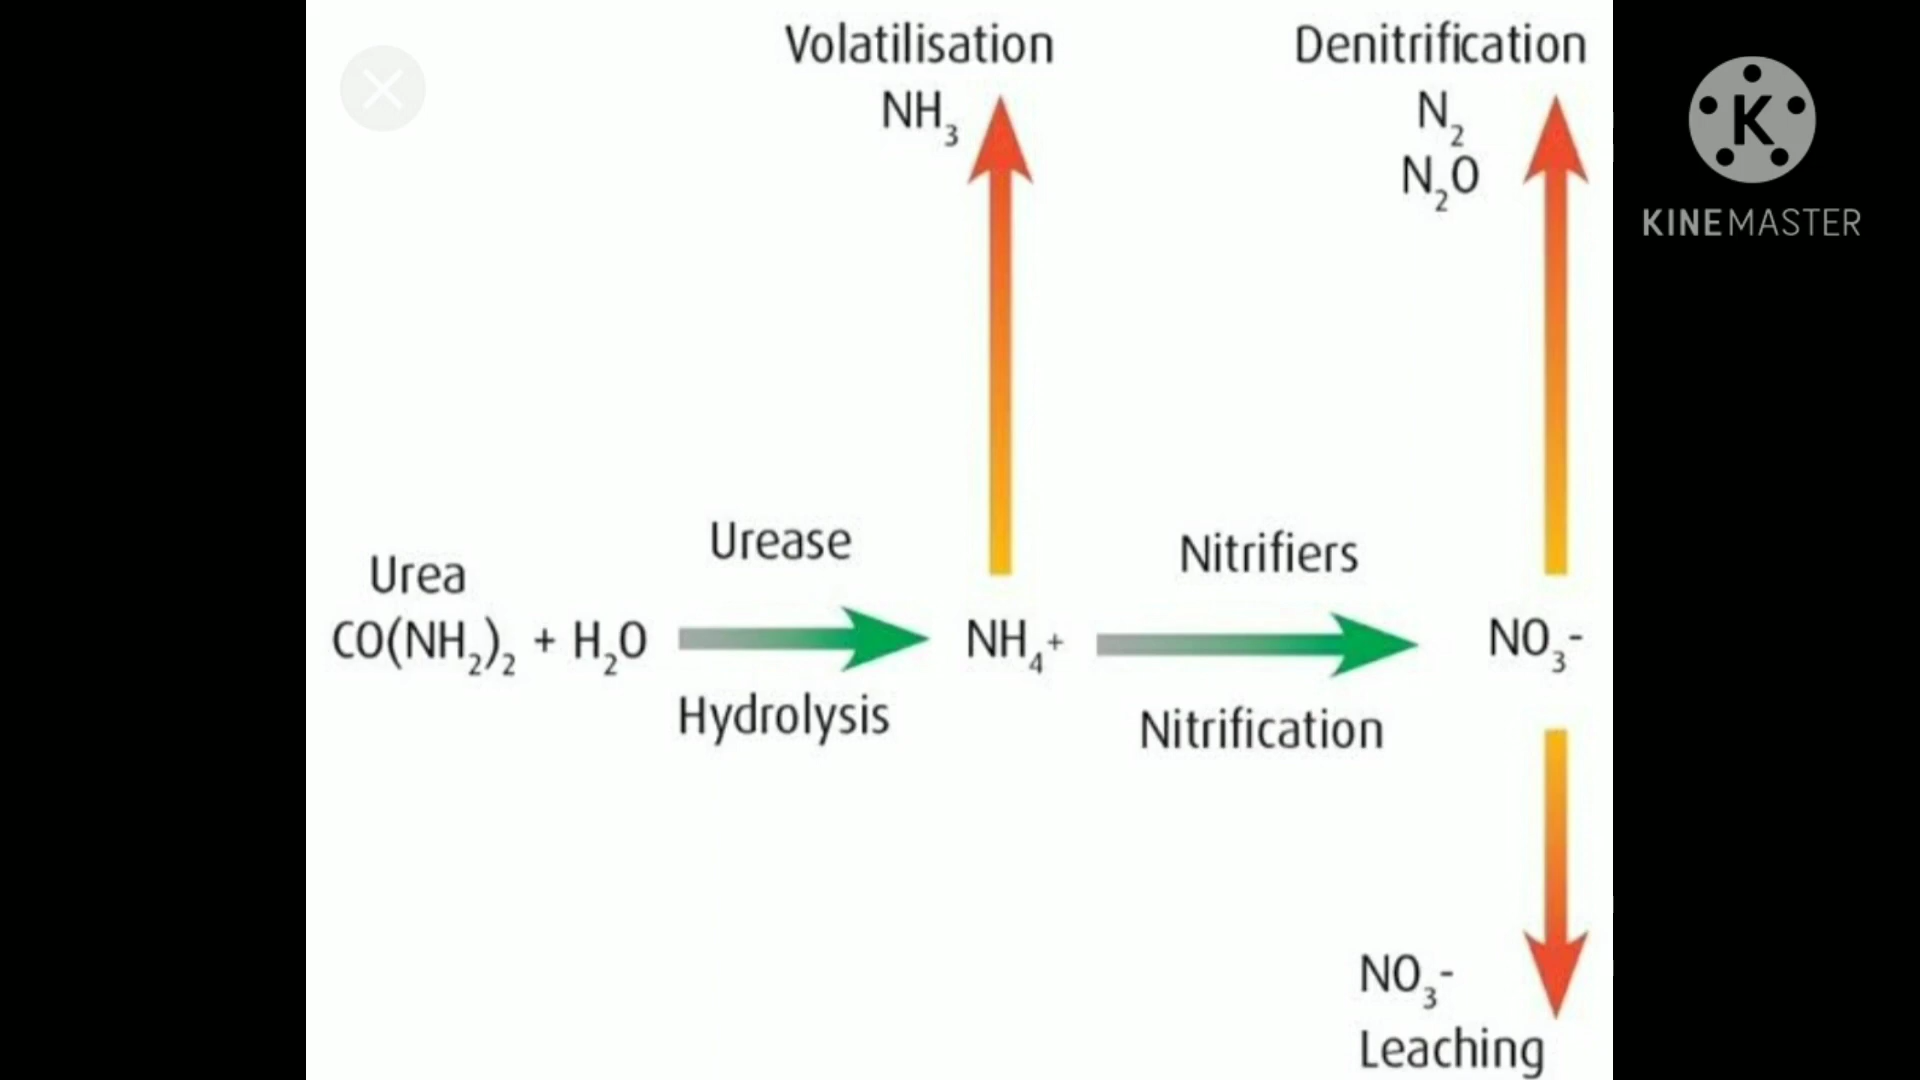 Volatilisation
NH₃
Denitrification
N₂
N₂O
KINEMASTER
Urease
Nitrifiers
Urea
CO(NH₂)₂ + H₂O
NH₄+
NO₃-
Hydrolysis
Nitrification
NO₃-
Leaching